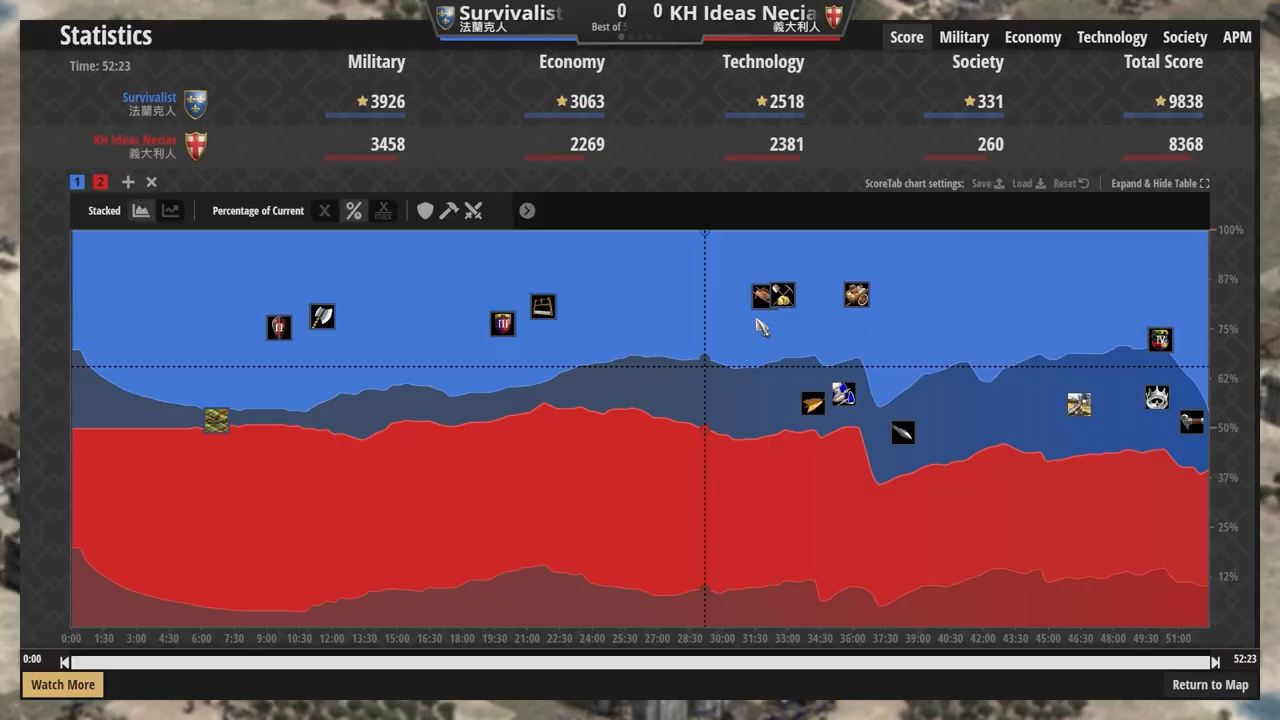 Survivalist 0 0 KH Ideas Necia
法蘭克人 Best of 5 義大利人
Statistics
Score Military Economy Technology Society APM
Time: 52:23 Military Economy Technology Society Total Score
Survivalist 3926 3063 2518 331 9838
法蘭克人
KH Ideas Necias 3458 2269 2381 260 8368
義大利人
1 2 ScoreTab chart settings: Save Load Reset Expand & Hide Table
Stacked Percentage of Current X % X max
100%
87%
75%
62%
50%
37%
25%
12%
II
III
IV
0:00 1:30 3:00 4:30 6:00 7:30 9:00 10:30 12:00 13:30 15:00 16:30 18:00 19:30 21:00 22:30 24:00 25:30 27:00 28:30 30:00 31:30 33:00 34:30 36:00 37:30 39:00 40:30 42:00 43:30 45:00 46:30 48:00 49:30 51:00
0:00 52:23
Watch More Return to Map